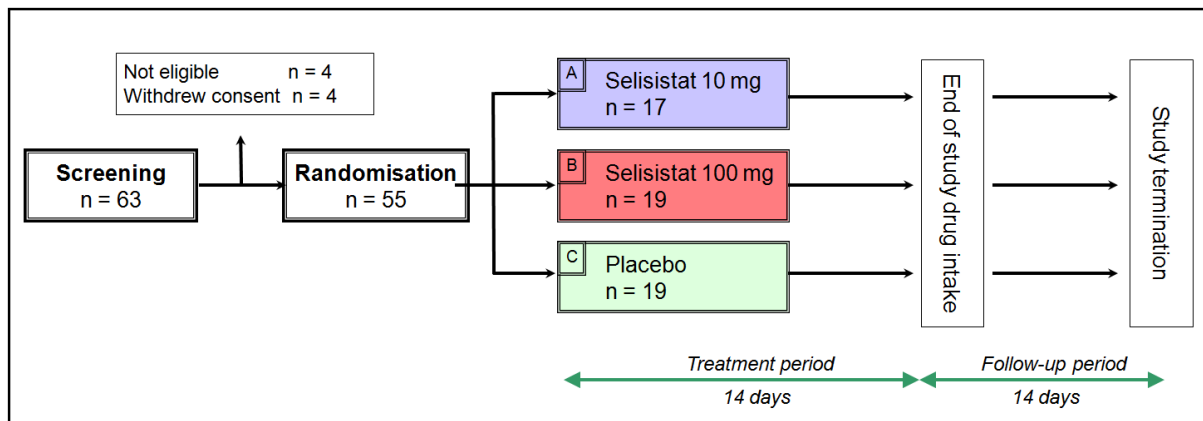 Not eligible n = 4
Withdrew consent n = 4
Screening
n = 63
Randomisation
n = 55
A
Selisistat 10 mg
n = 17
B
Selisistat 100 mg
n = 19
C
Placebo
n = 19
End of study drug intake
Study termination
Treatment period
14 days
Follow-up period
14 days